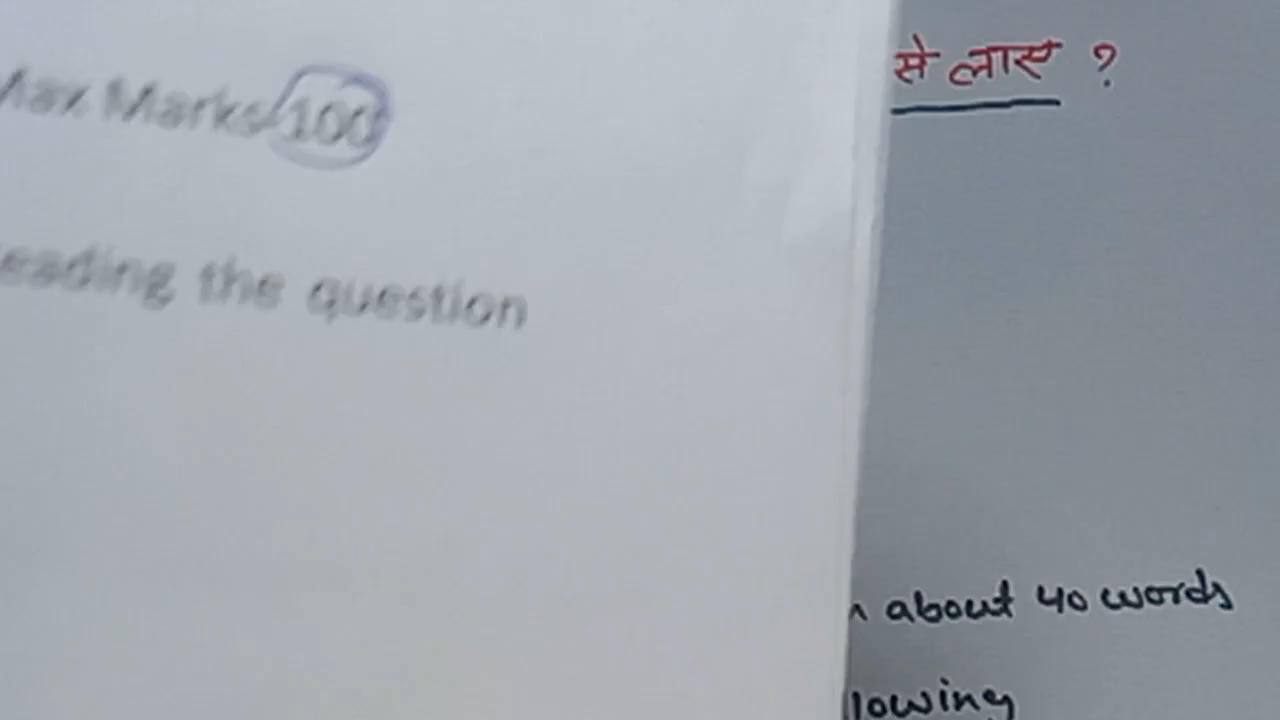 Max Marks 100
से लाए ?
eading the question
about 40 words
lowing